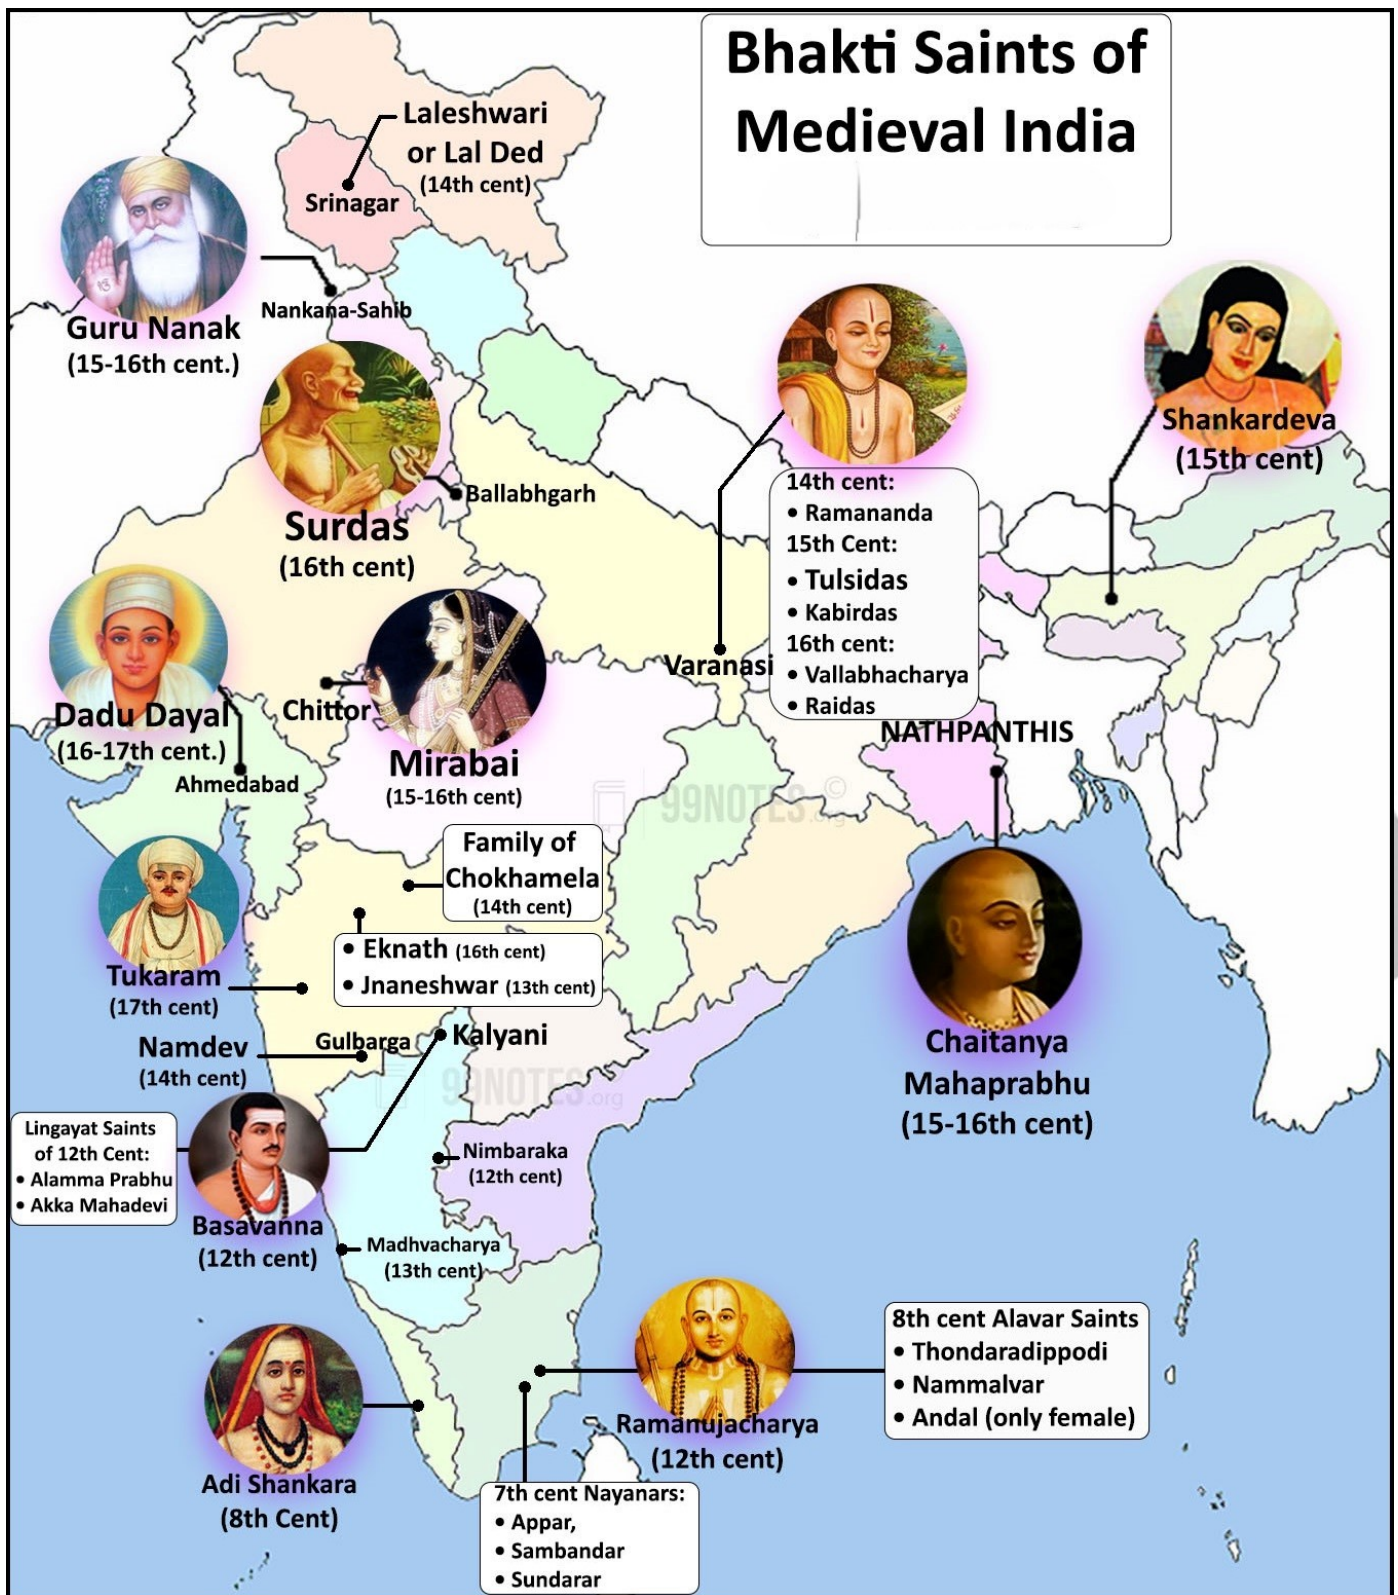 Bhakti Saints of
Medieval India
Laleshwari
or Lal Ded
(14th cent)
Srinagar
Nankana-Sahib
Guru Nanak
(15-16th cent.)
Shankardeva
(15th cent)
Surdas
(16th cent)
Ballabhgarh
14th cent:
• Ramananda
15th Cent:
• Tulsidas
• Kabirdas
16th cent:
• Vallabhacharya
• Raidas
Varanasi
NATHPANTHIS
Chittor
Mirabai
(15-16th cent)
Dadu Dayal
(16-17th cent.)
Ahmedabad
99NOTES.org
©
Family of
Chokhamela
(14th cent)
• Eknath (16th cent)
• Jnaneshwar (13th cent)
Tukaram
(17th cent)
Namdev
(14th cent)
Gulbarga
Kalyani
99NOTES.org
Chaitanya
Mahaprabhu
(15-16th cent)
Lingayat Saints
of 12th Cent:
• Alamma Prabhu
• Akka Mahadevi
Basavanna
(12th cent)
Nimbaraka
(12th cent)
Madhvacharya
(13th cent)
Adi Shankara
(8th Cent)
Ramanujacharya
(12th cent)
8th cent Alavar Saints
• Thondaradippodi
• Nammalvar
• Andal (only female)
7th cent Nayanars:
• Appar,
• Sambandar
• Sundarar